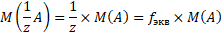 M(1/z A) = 1/z × M(A) = fэкв × M(A)